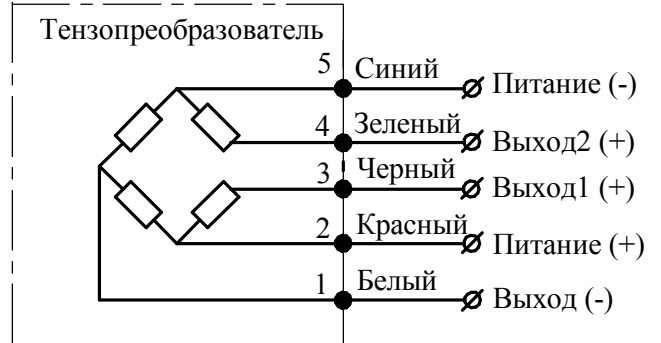 Тензопреобразователь
5 Синий Питание (-)
4 Зеленый Выход2 (+)
3 Черный Выход1 (+)
2 Красный Питание (+)
1 Белый Выход (-)